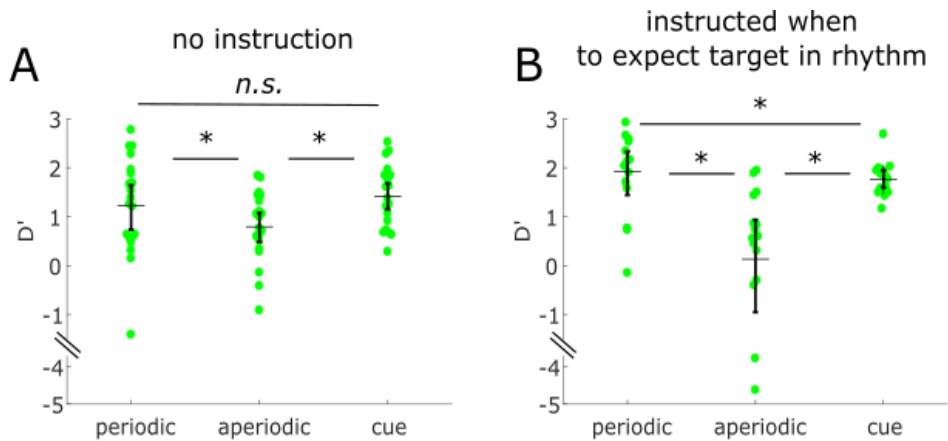 A
no instruction
n.s.
*
*
3
2
1
0
-1
-4
-5
D'
periodic
aperiodic
cue
B
instructed when
to expect target in rhythm
*
*
*
3
2
1
0
-1
-4
-5
D'
periodic
aperiodic
cue